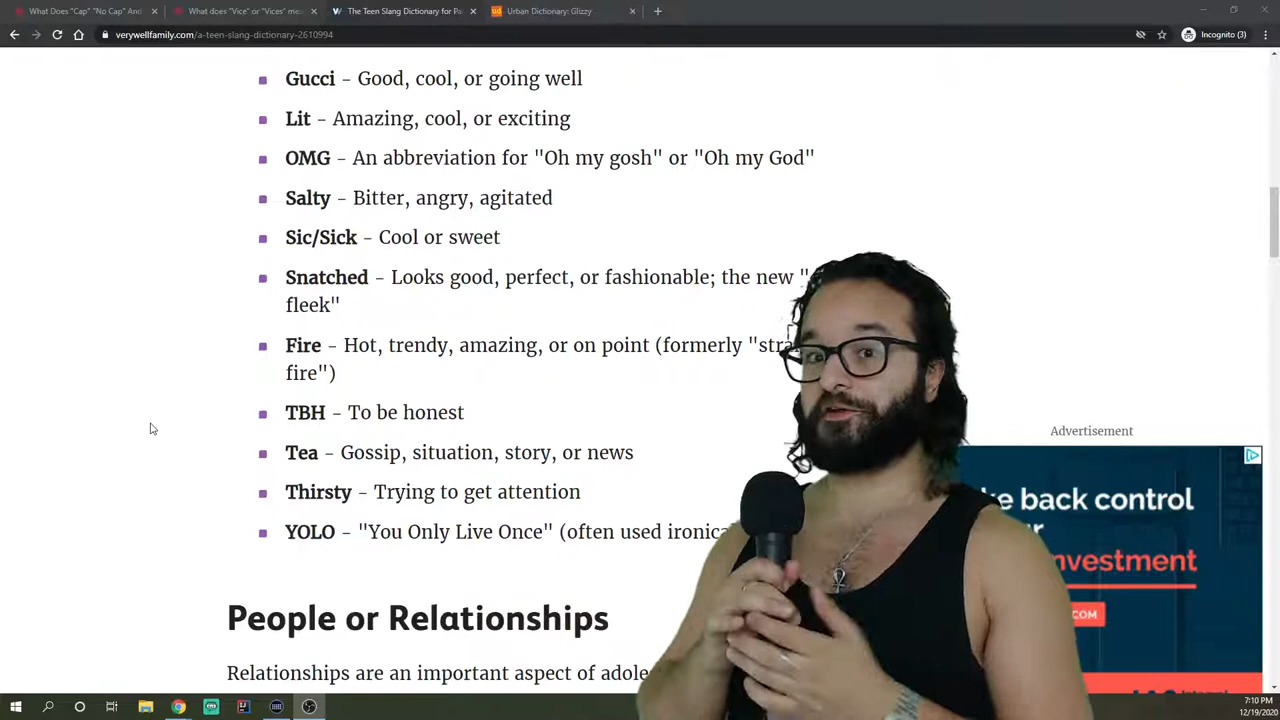 What Does "Cap" "No Cap" And
What does "Vice" or "Vices" me
The Teen Slang Dictionary for Pa
Urban Dictionary: Glizzy
verywellfamily.com/a-teen-slang-dictionary-2610994
Incognito (3)
Gucci - Good, cool, or going well
Lit - Amazing, cool, or exciting
OMG - An abbreviation for "Oh my gosh" or "Oh my God"
Salty - Bitter, angry, agitated
Sic/Sick - Cool or sweet
Snatched - Looks good, perfect, or fashionable; the new "
fleek"
Fire - Hot, trendy, amazing, or on point (formerly "stra
fire")
TBH - To be honest
Tea - Gossip, situation, story, or news
Thirsty - Trying to get attention
YOLO - "You Only Live Once" (often used ironica
People or Relationships
Relationships are an important aspect of adole
Advertisement
ke back control
ur
nvestment
.COM
7:10 PM
12/19/2020